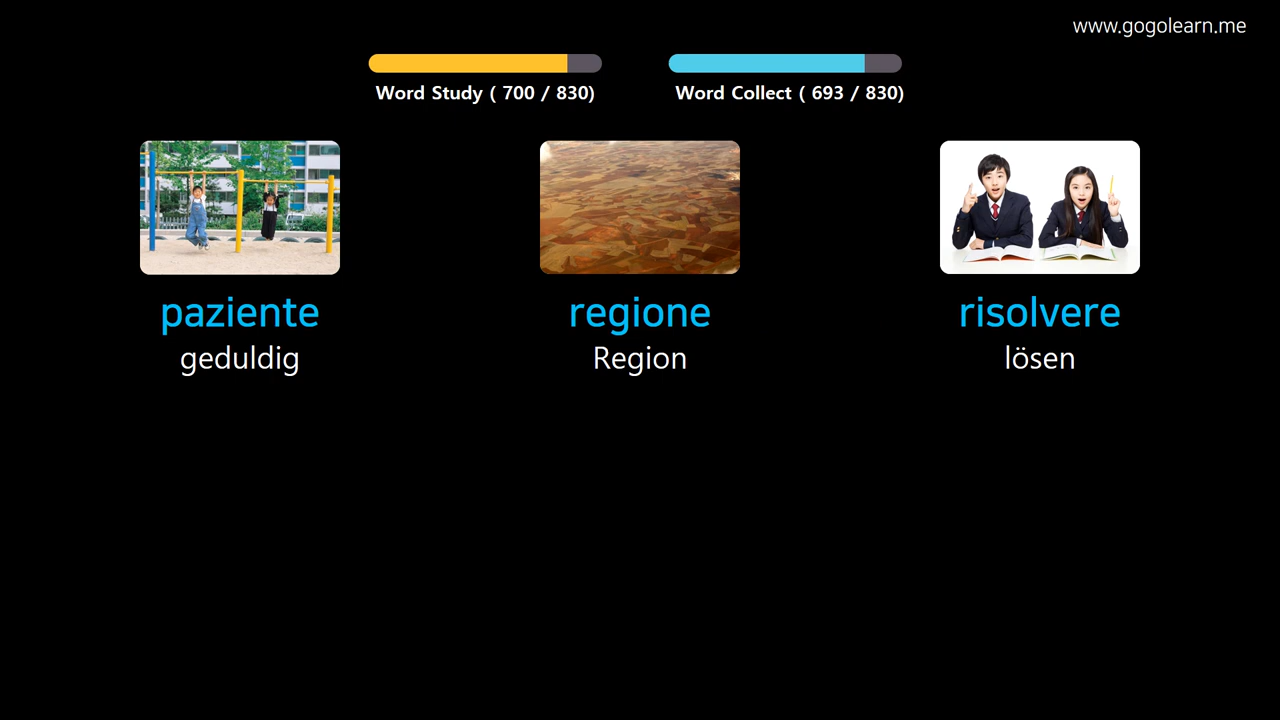 www.gogolearn.me
Word Study ( 700 / 830)
Word Collect ( 693 / 830)
paziente
geduldig
regione
Region
risolvere
lösen